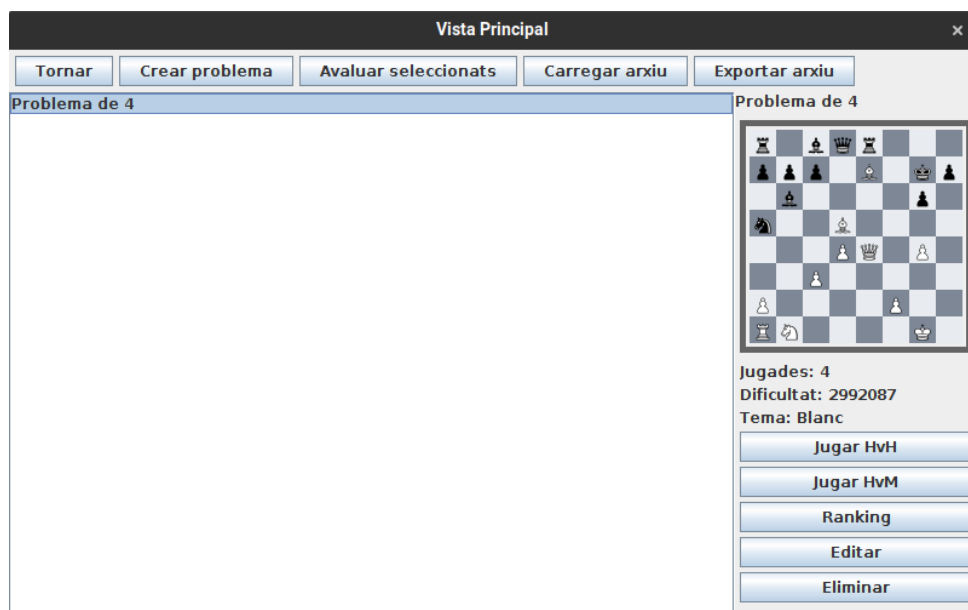 Vista Principal ×
Tornar Crear problema Avaluar seleccionats Carregar arxiu Exportar arxiu
Problema de 4
Problema de 4
Jugades: 4
Dificultat: 2992087
Tema: Blanc
Jugar HvH
Jugar HvM
Ranking
Editar
Eliminar